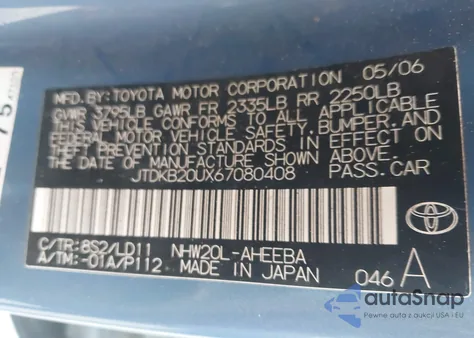 MFD. BY: TOYOTA MOTOR CORPORATION 05/06
GVWR 3795LB GAWR FR 2335LB RR 2250LB
THIS VEHICLE CONFORMS TO ALL APPLICABLE
FEDERAL MOTOR VEHICLE SAFETY, BUMPER, AND
THEFT PREVENTION STANDARDS IN EFFECT ON
THE DATE OF MANUFACTURE SHOWN ABOVE.
JTDKB20UX67080408 PASS.CAR
C/TR:8S2/LD11 NHW20L-AHEEBA
A/TM:-01A/P112 MADE IN JAPAN 046 A
TOYOTA
75
autaSnap
Pewne auta z USA i EU